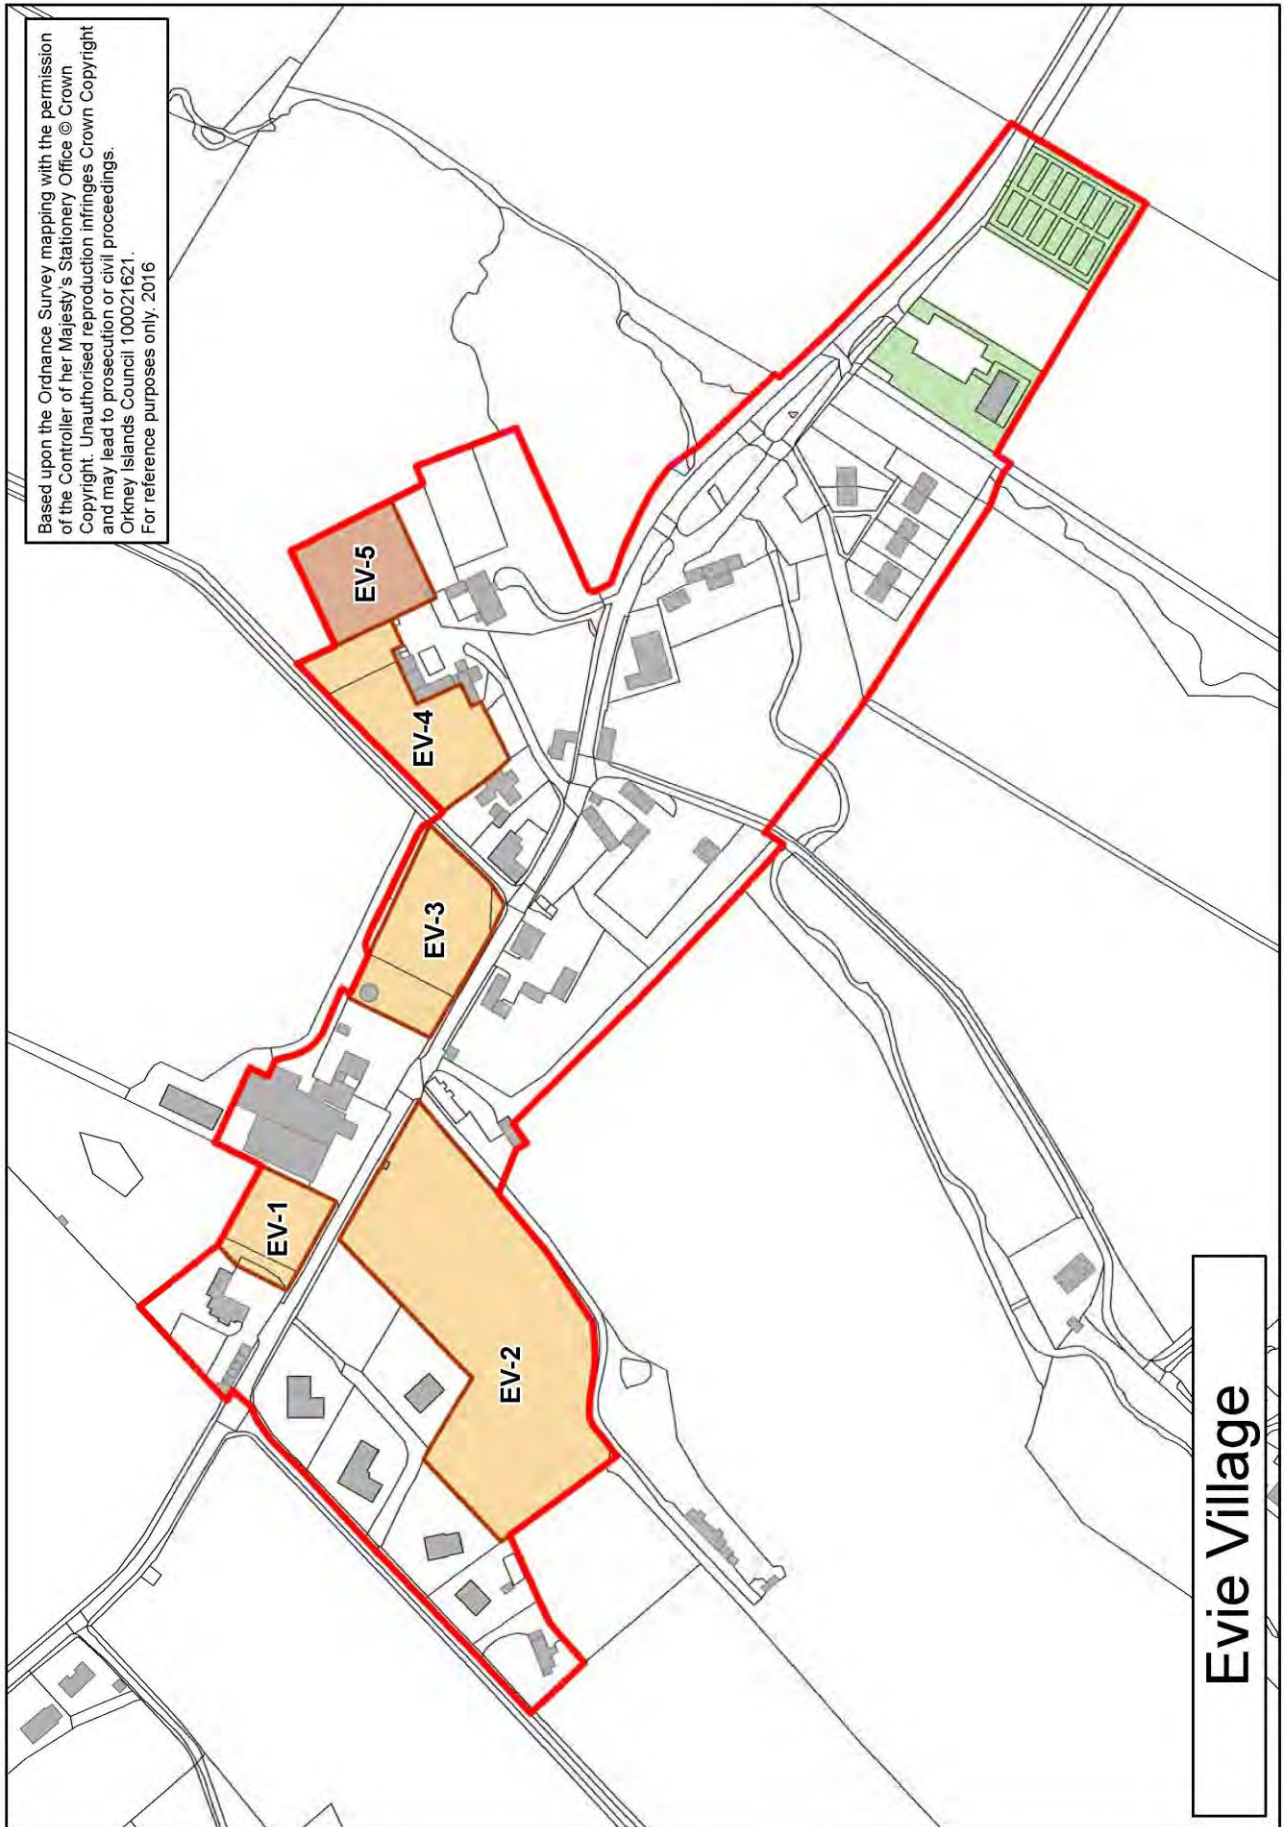 Based upon the Ordnance Survey mapping with the permission
of the Controller of her Majesty's Stationery Office © Crown
Copyright. Unauthorised reproduction infringes Crown Copyright
and may lead to prosecution or civil proceedings.
Orkney Islands Council 100021621.
For reference purposes only. 2016
EV-1
EV-2
EV-3
EV-4
EV-5
Evie Village